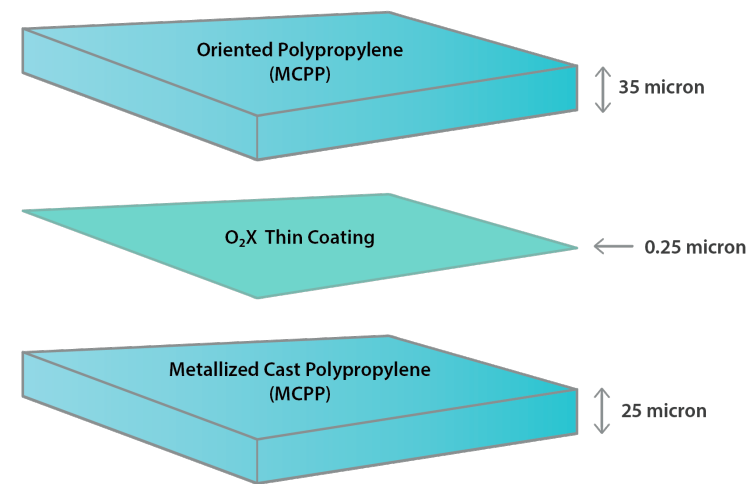 Oriented Polypropylene
(MCPP)
35 micron
O₂X Thin Coating
0.25 micron
Metallized Cast Polypropylene
(MCPP)
25 micron